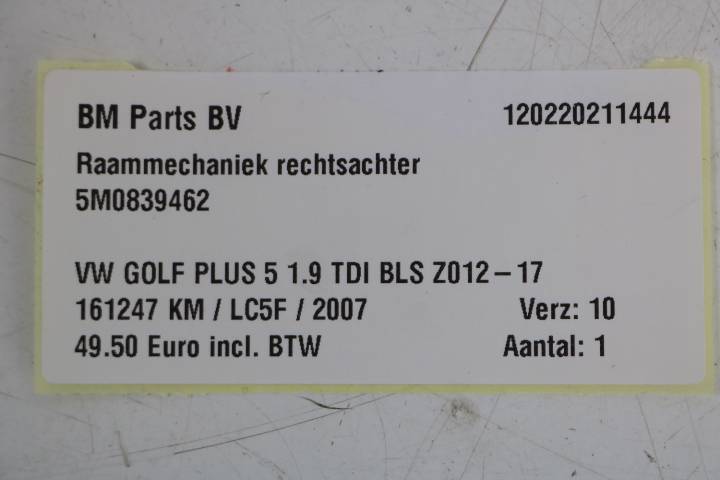 BM Parts BV 120220211444
Raammechaniek rechtsachter
5M0839462
VW GOLF PLUS 5 1.9 TDI BLS Z012 – 17
161247 KM / LC5F / 2007 Verz: 10
49.50 Euro incl. BTW Aantal: 1